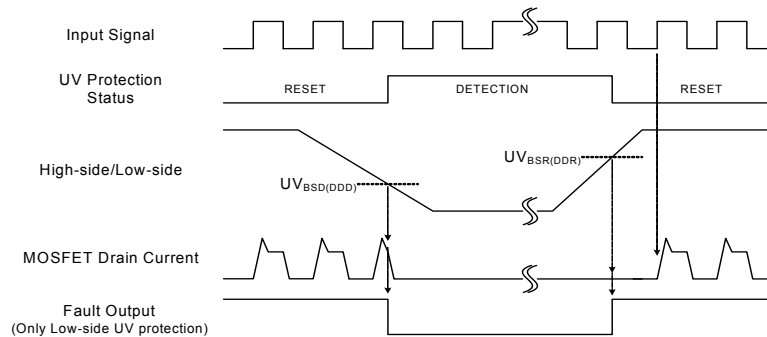 Input Signal
UV Protection
Status
RESET
DETECTION
RESET
High-side/Low-side
UVBSD(DDD)
UVBSR(DDR)
MOSFET Drain Current
Fault Output
(Only Low-side UV protection)